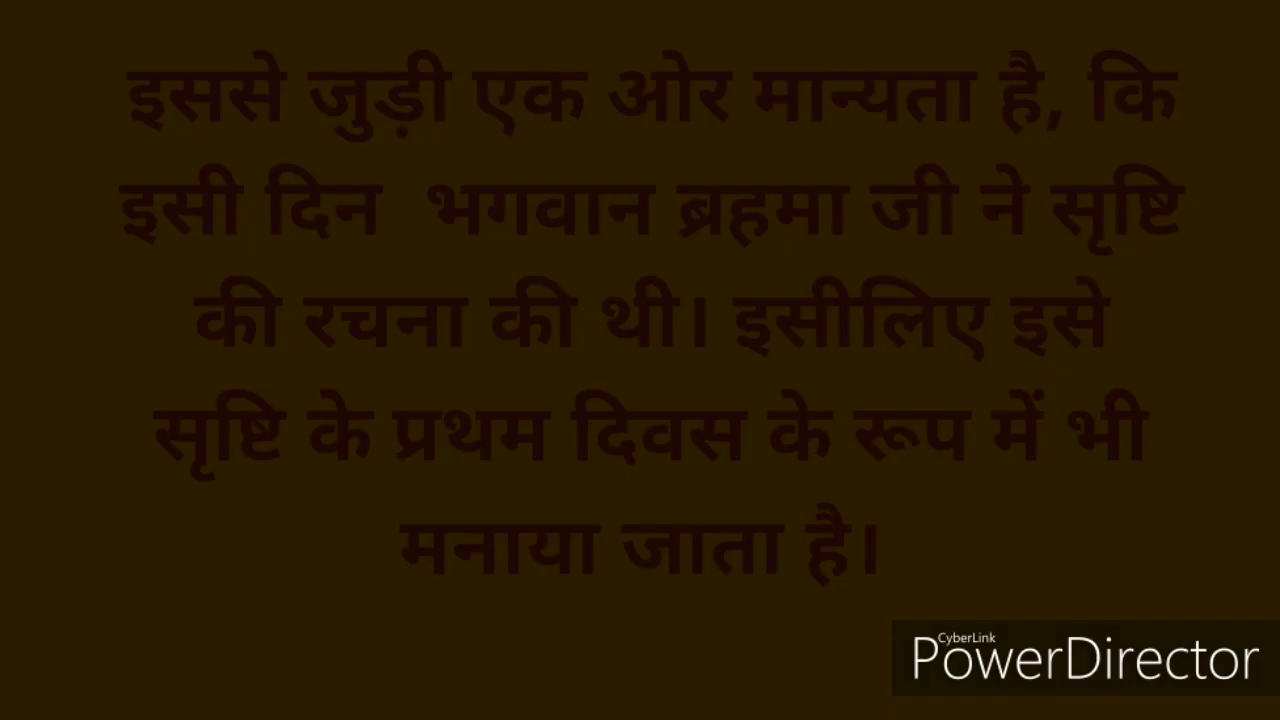 इससे जुड़ी एक ओर मान्यता है, कि
इसी दिन भगवान ब्रहमा जी ने सृष्टि
की रचना की थी। इसीलिए इसे
सृष्टि के प्रथम दिवस के रूप में भी
मनाया जाता है।
CyberLink
PowerDirector